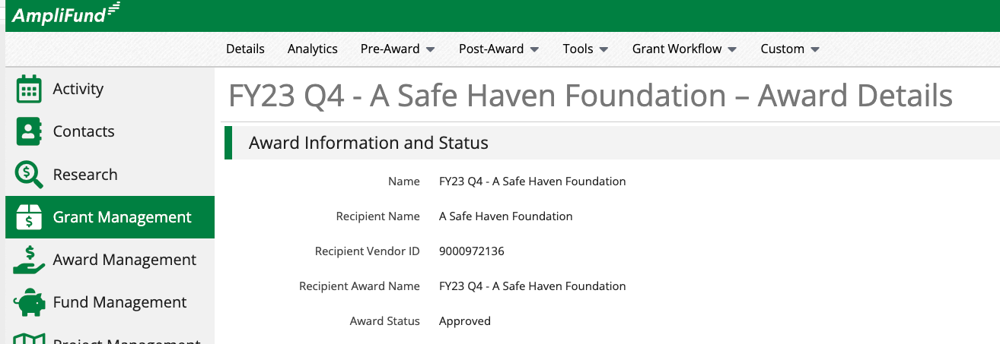 AmpliFund
Details Analytics Pre-Award Post-Award Tools Grant Workflow Custom
Activity
Contacts
Research
Grant Management
Award Management
Fund Management
Project Management
FY23 Q4 - A Safe Haven Foundation – Award Details
Award Information and Status
Name FY23 Q4 - A Safe Haven Foundation
Recipient Name A Safe Haven Foundation
Recipient Vendor ID 9000972136
Recipient Award Name FY23 Q4 - A Safe Haven Foundation
Award Status Approved